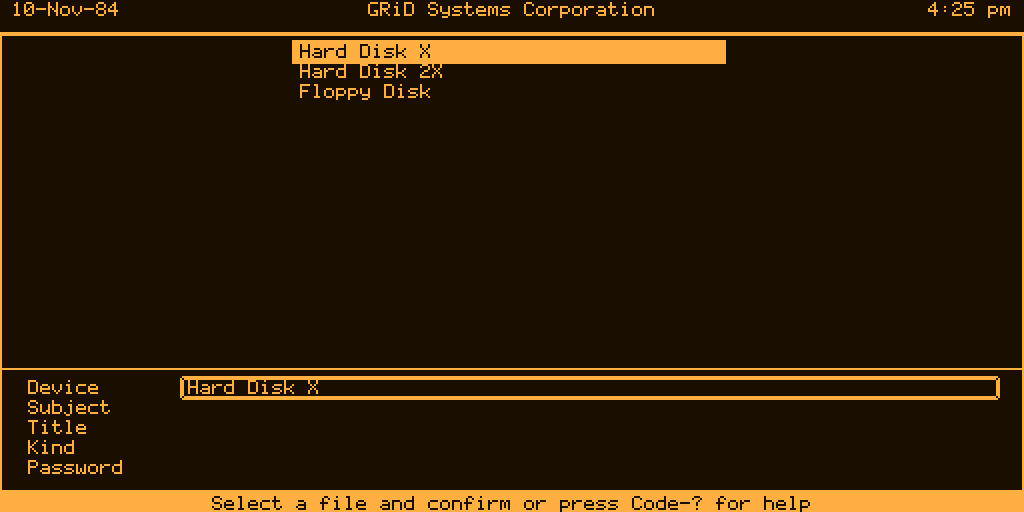 10-Nov-84 GRiD Systems Corporation 4:25 pm
Hard Disk X
Hard Disk 2X
Floppy Disk
Device Hard Disk X
Subject
Title
Kind
Password
Select a file and confirm or press Code-? for help